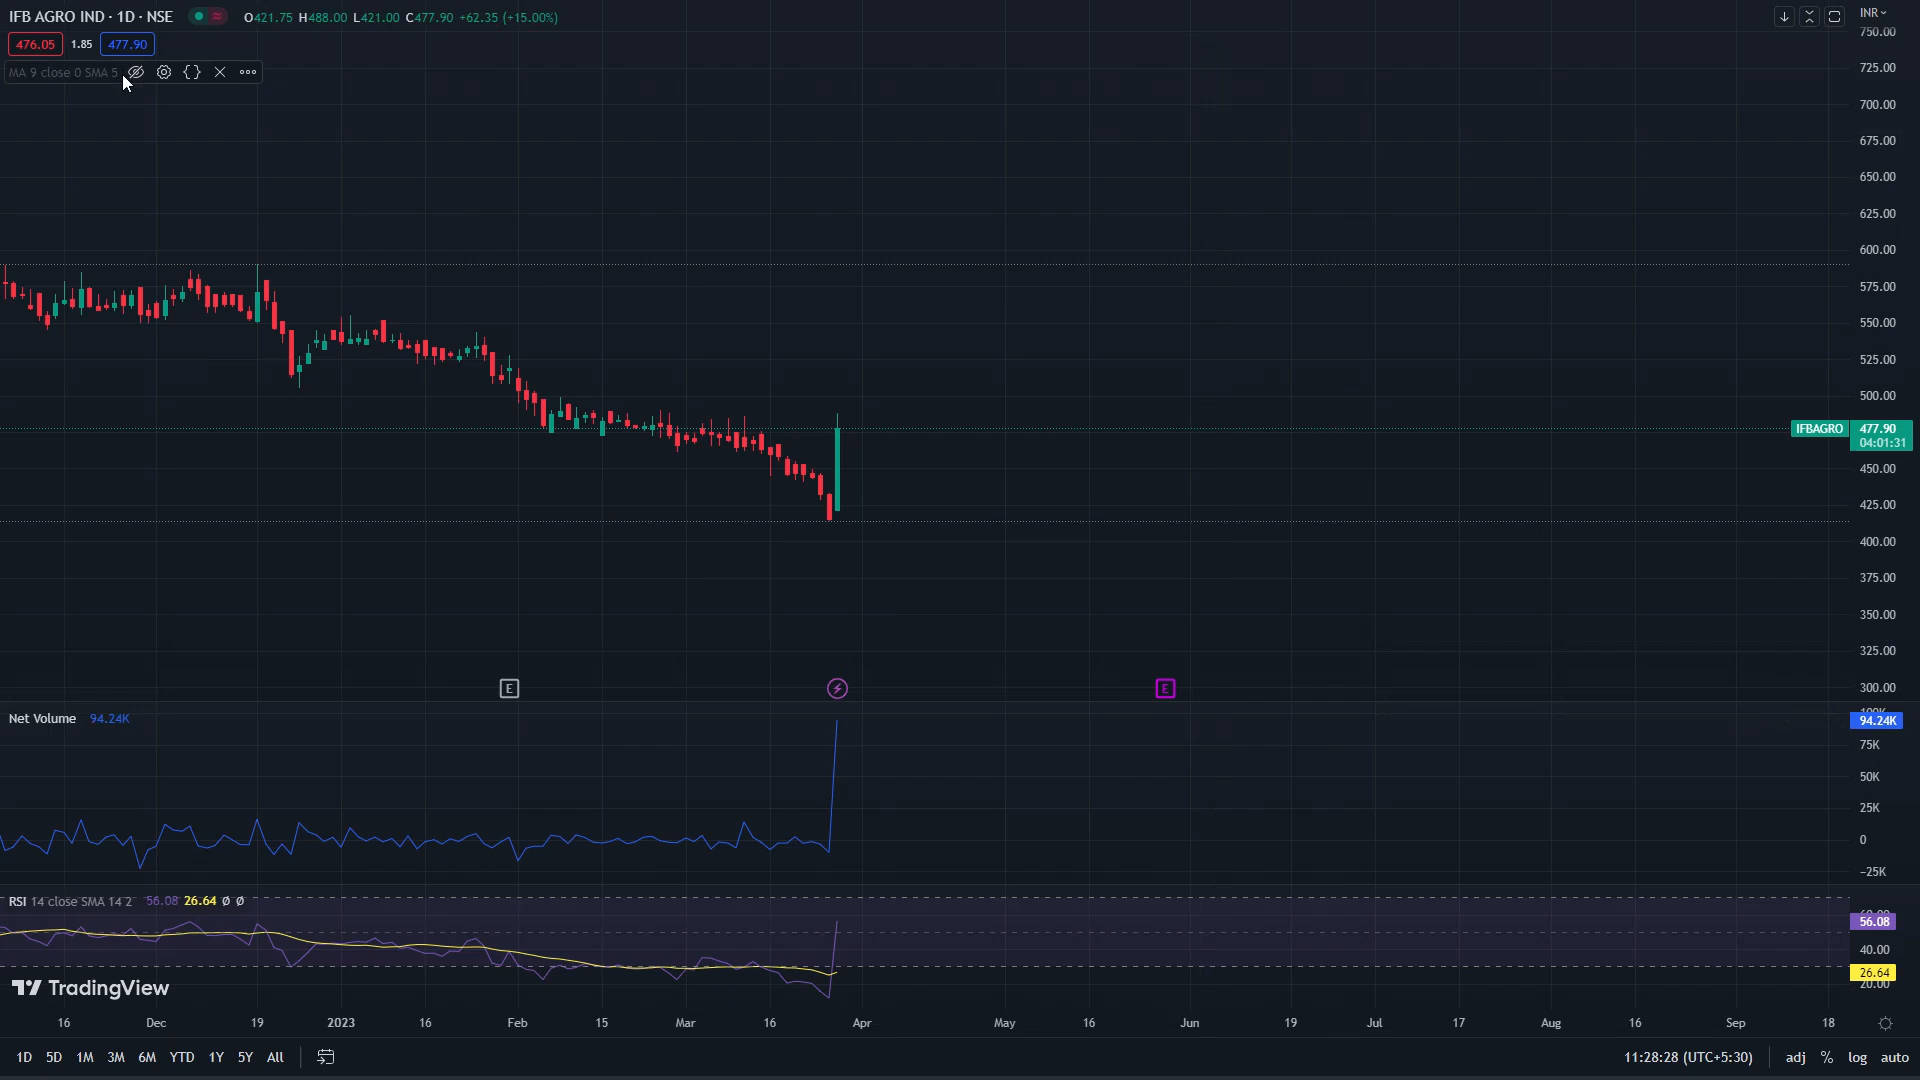 IFB AGRO IND · 1D · NSE O421.75 H488.00 L421.00 C477.90 +62.35 (+15.00%)
INR
476.05 1.85 477.90
MA 9 close 0 SMA 5
750.00
725.00
700.00
675.00
650.00
625.00
600.00
575.00
550.00
525.00
500.00
IFBAGRO 477.90
04:01:31
450.00
425.00
400.00
375.00
350.00
325.00
300.00
E E
Net Volume 94.24K
100K
94.24K
75K
50K
25K
0
−25K
RSI 14 close SMA 14 2 56.08 26.64 Ø Ø
60.00
56.08
40.00
26.64
20.00
TradingView
16 Dec 19 2023 16 Feb 15 Mar 16 Apr May 16 Jun 19 Jul 17 Aug 16 Sep 18
1D 5D 1M 3M 6M YTD 1Y 5Y All 11:28:28 (UTC+5:30) adj % log auto